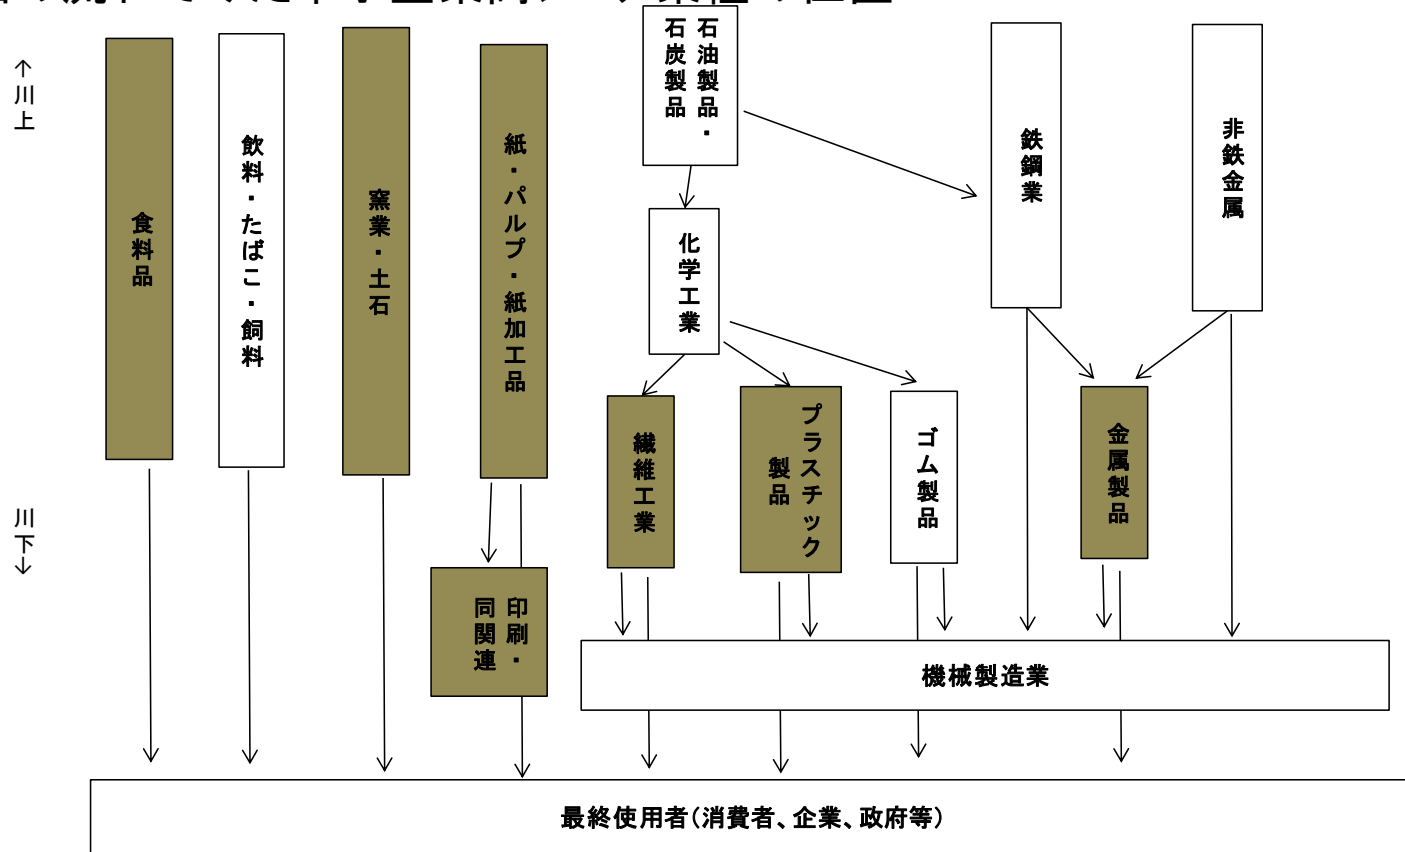 ↑川上
川下↓
食料品
飲料・たばこ・飼料
窯業・土石
紙・パルプ・紙加工品
印刷・
同関連
石油製品・
石炭製品
化学工業
繊維工業
プラスチック
製品
ゴム製品
鉄鋼業
非鉄金属
金属製品
機械製造業
最終使用者(消費者、企業、政府等)